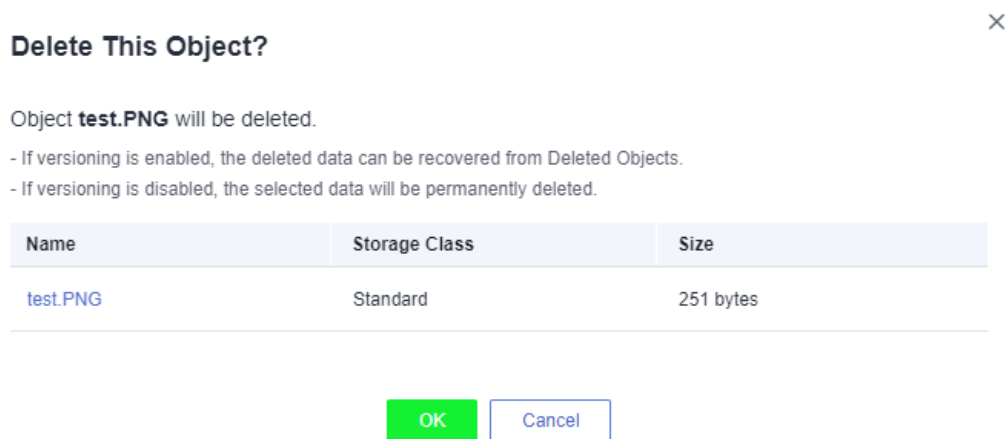 Delete This Object?
Object test.PNG will be deleted.
- If versioning is enabled, the deleted data can be recovered from Deleted Objects.
- If versioning is disabled, the selected data will be permanently deleted.
Name Storage Class Size
test.PNG Standard 251 bytes
OK Cancel